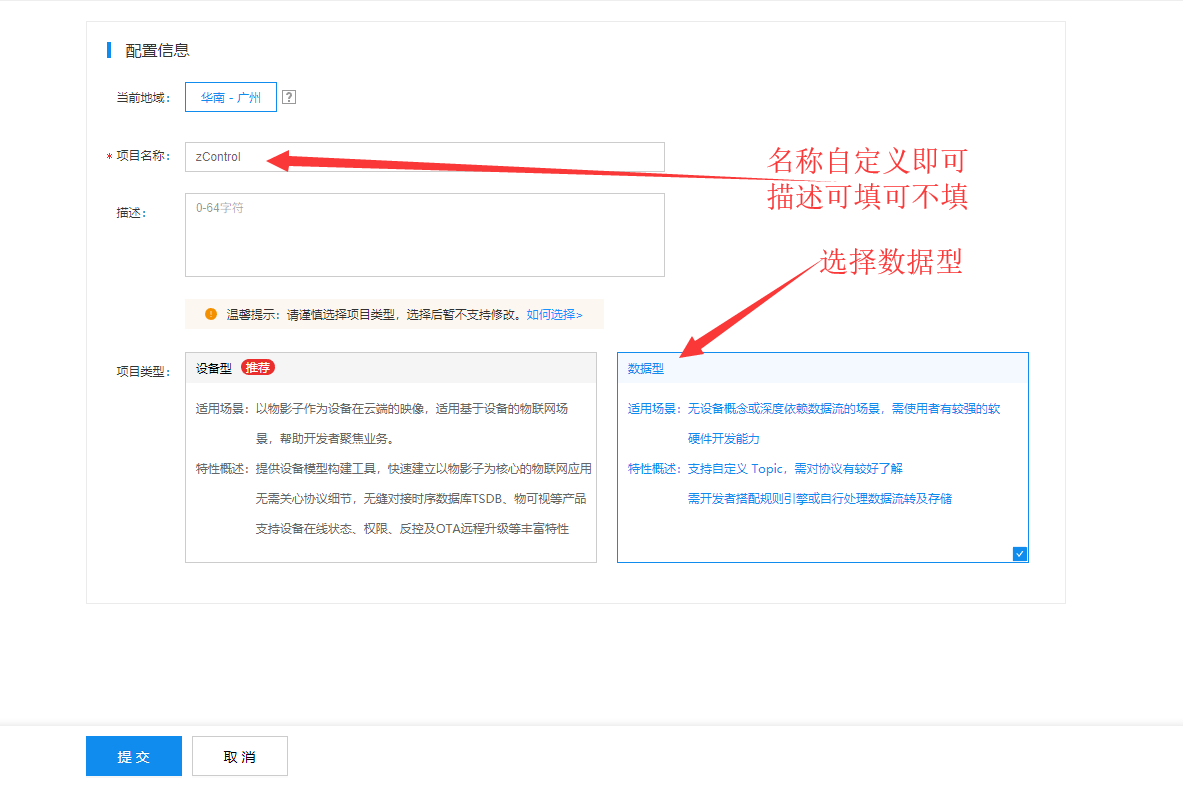 配置信息
当前地域： 华南 - 广州 ?
* 项目名称： zControl
名称自定义即可
描述可填可不填
描述： 0-64字符
选择数据型
温馨提示：请谨慎选择项目类型，选择后暂不支持修改。如何选择>
项目类型：
设备型 推荐
适用场景：以物影子作为设备在云端的映像，适用基于设备的物联网场
景，帮助开发者聚焦业务。
特性概述：提供设备模型构建工具，快速建立以物影子为核心的物联网应用
无需关心协议细节，无缝对接时序数据库TSDB、物可视等产品
支持设备在线状态、权限、反控及OTA远程升级等丰富特性
数据型
适用场景：无设备概念或深度依赖数据流的场景，需使用者有较强的软
硬件开发能力
特性概述：支持自定义 Topic，需对协议有较好了解
需开发者搭配规则引擎或自行处理数据流转及存储
提交
取消